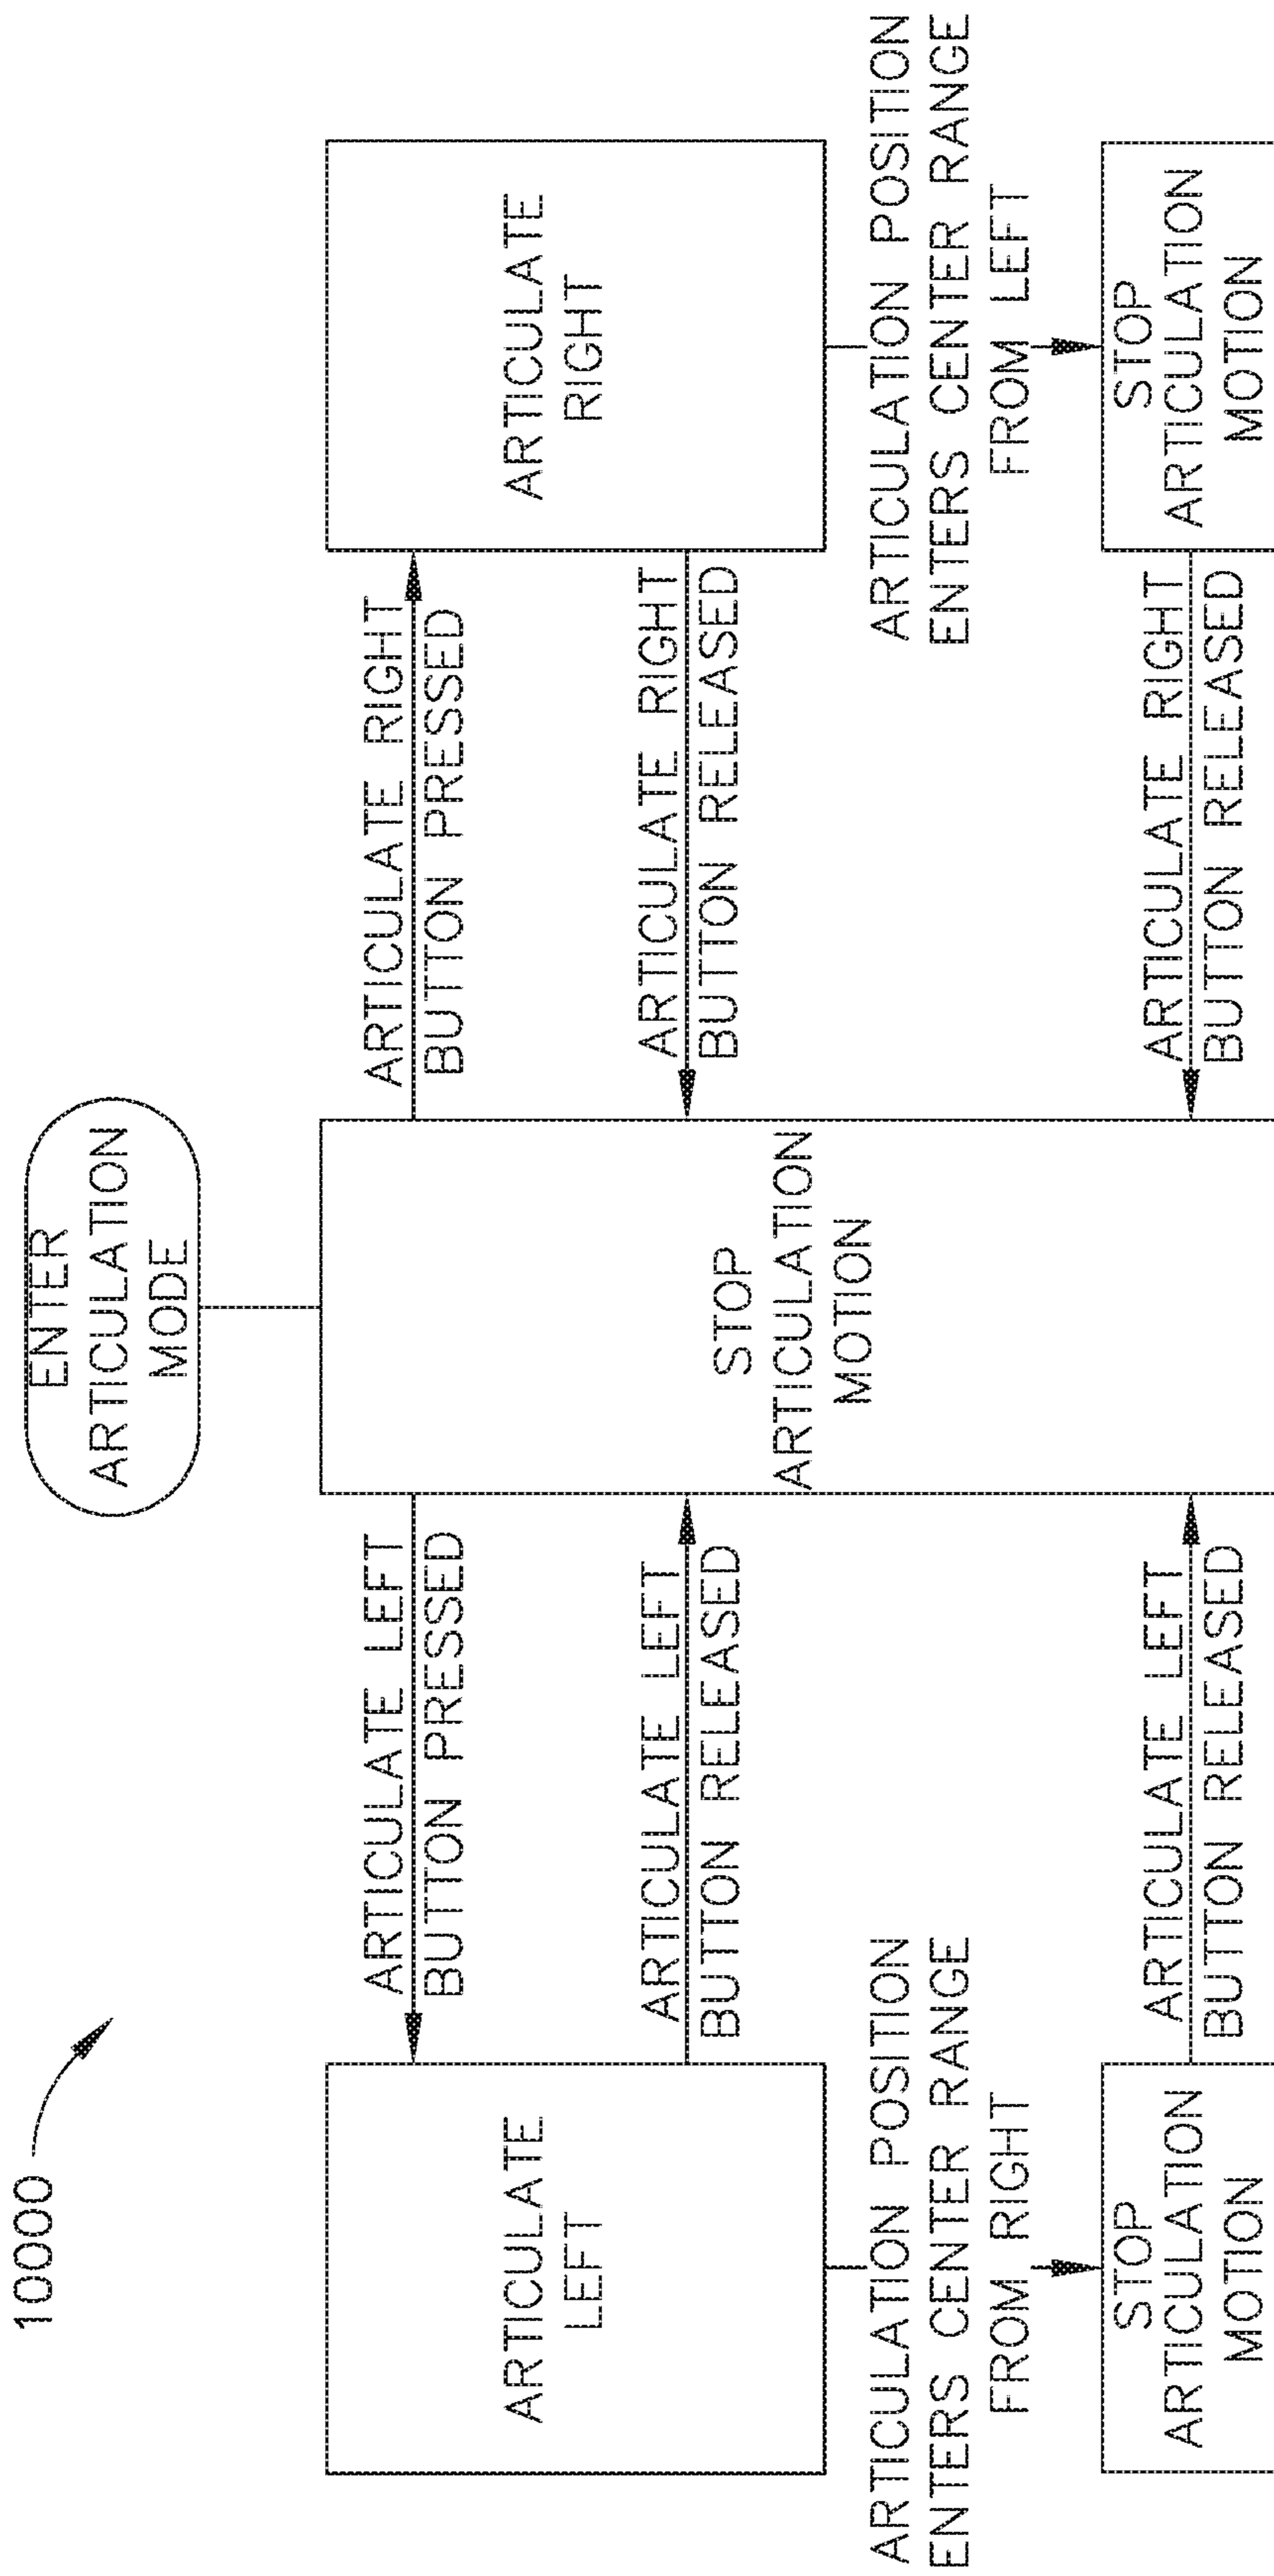 10000
ENTER
ARTICULATION
MODE
ARTICULATE LEFT
BUTTON PRESSED
ARTICULATE RIGHT
BUTTON PRESSED
ARTICULATE
LEFT
STOP
ARTICULATION
MOTION
ARTICULATE
RIGHT
ARTICULATE LEFT
BUTTON RELEASED
ARTICULATE RIGHT
BUTTON RELEASED
ARTICULATION POSITION
ENTERS CENTER RANGE
FROM RIGHT
ARTICULATION POSITION
ENTERS CENTER RANGE
FROM LEFT
STOP
ARTICULATION
MOTION
ARTICULATE LEFT
BUTTON RELEASED
ARTICULATE RIGHT
BUTTON RELEASED
STOP
ARTICULATION
MOTION